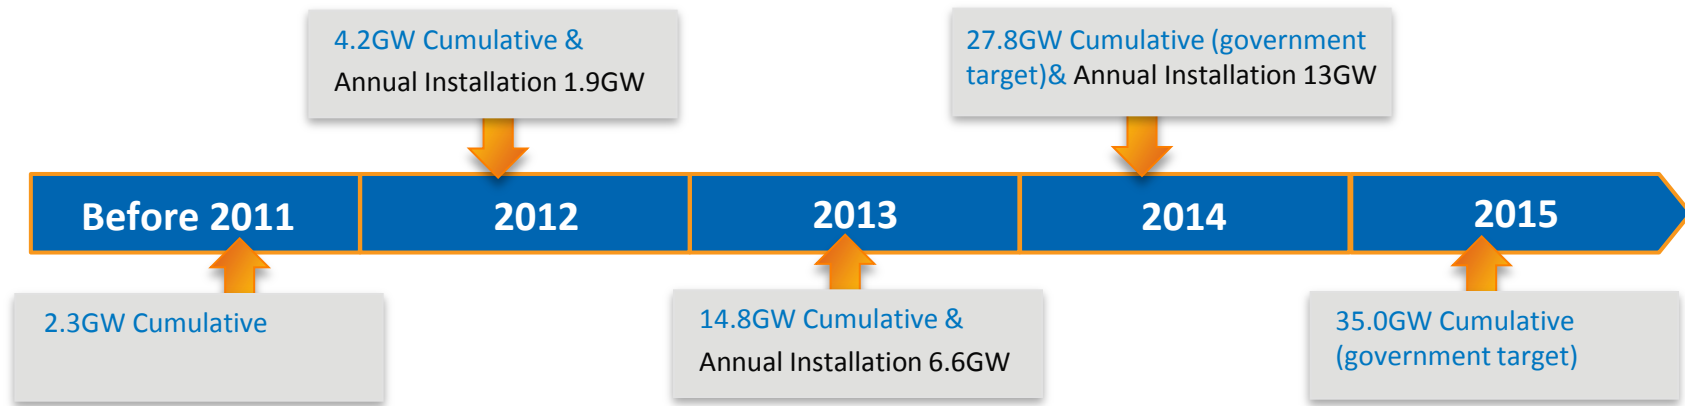 4.2GW Cumulative &
Annual Installation 1.9GW
27.8GW Cumulative (government
target)& Annual Installation 13GW
Before 2011
2012
2013
2014
2015
2.3GW Cumulative
14.8GW Cumulative &
Annual Installation 6.6GW
35.0GW Cumulative
(government target)